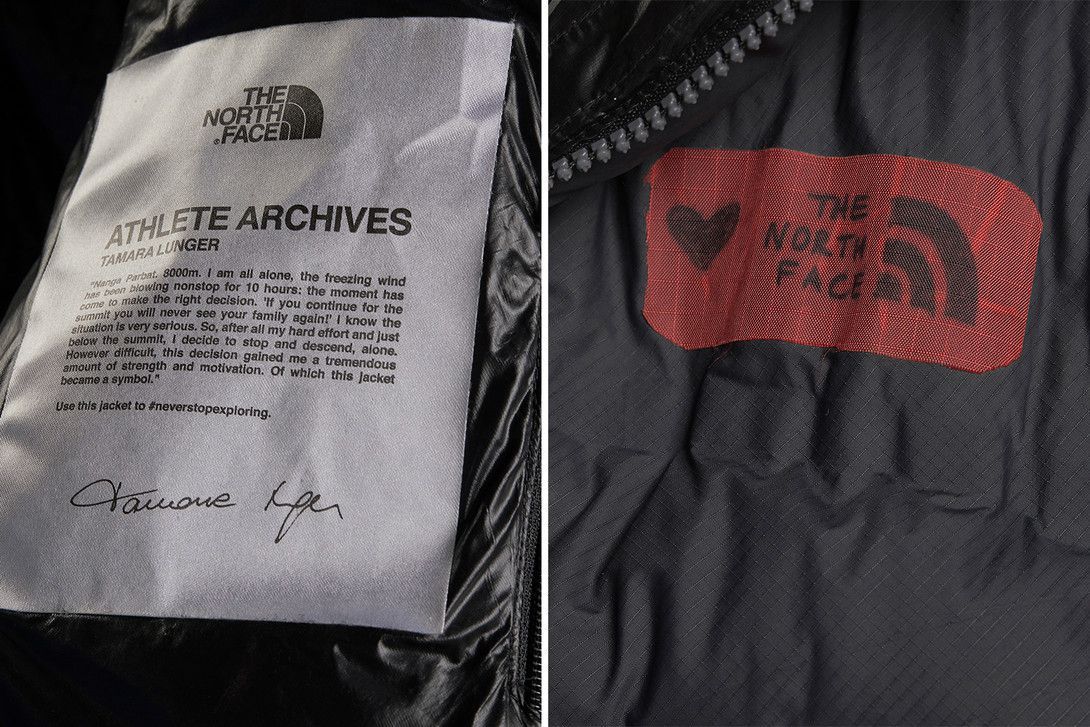 THE
NORTH
®FACE
ATHLETE ARCHIVES
TAMARA LUNGER
"Nanga Parbat. 8000m. I am all alone, the freezing wind
has been blowing nonstop for 10 hours: the moment has
come to make the right decision. 'If you continue for the
summit you will never see your family again!' I know the
situation is very serious. So, after all my hard effort and just
below the summit, I decide to stop and descend, alone.
However difficult, this decision gained me a tremendous
amount of strength and motivation. Of which this jacket
became a symbol."
Use this jacket to #neverstopexploring.
THE
NORTH
FACE